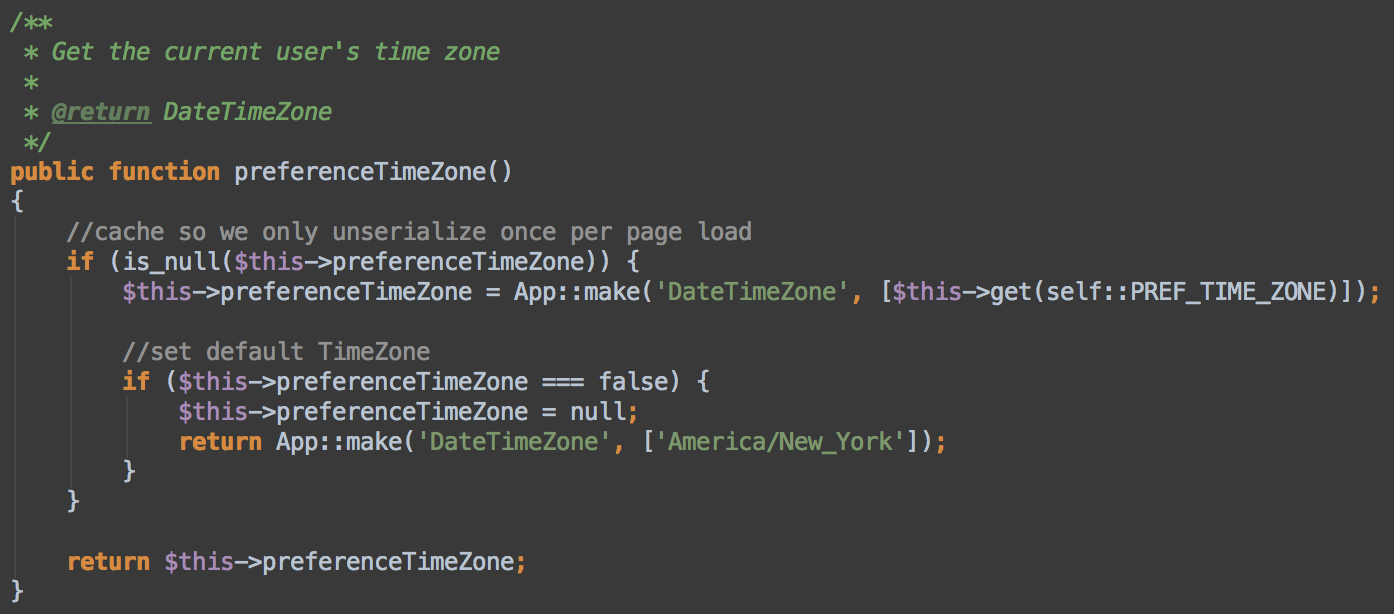 /**
 * Get the current user's time zone
 *
 * @return DateTimeZone
 */
public function preferenceTimeZone()
{
    //cache so we only unserialize once per page load
    if (is_null($this->preferenceTimeZone)) {
        $this->preferenceTimeZone = App::make('DateTimeZone', [$this->get(self::PREF_TIME_ZONE)]);

        //set default TimeZone
        if ($this->preferenceTimeZone === false) {
            $this->preferenceTimeZone = null;
            return App::make('DateTimeZone', ['America/New_York']);
        }
    }

    return $this->preferenceTimeZone;
}